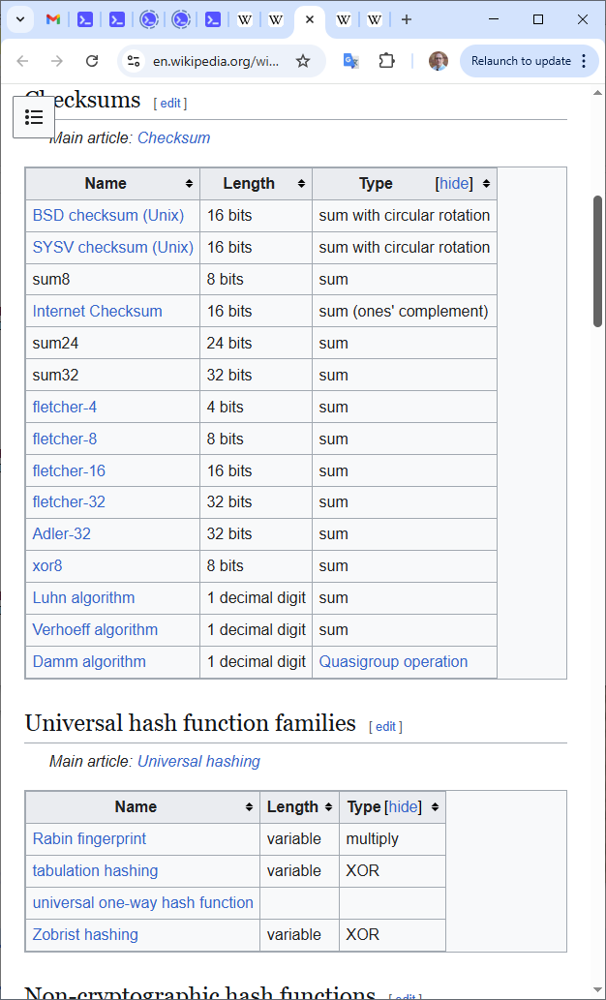 en.wikipedia.org/wi...
Relaunch to update
Checksums [ edit ]
Main article: Checksum
Name Length Type [hide]
BSD checksum (Unix) 16 bits sum with circular rotation
SYSV checksum (Unix) 16 bits sum with circular rotation
sum8 8 bits sum
Internet Checksum 16 bits sum (ones' complement)
sum24 24 bits sum
sum32 32 bits sum
fletcher-4 4 bits sum
fletcher-8 8 bits sum
fletcher-16 16 bits sum
fletcher-32 32 bits sum
Adler-32 32 bits sum
xor8 8 bits sum
Luhn algorithm 1 decimal digit sum
Verhoeff algorithm 1 decimal digit sum
Damm algorithm 1 decimal digit Quasigroup operation
Universal hash function families [ edit ]
Main article: Universal hashing
Name Length Type [hide]
Rabin fingerprint variable multiply
tabulation hashing variable XOR
universal one-way hash function
Zobrist hashing variable XOR
Non-cryptographic hash functions [ edit ]